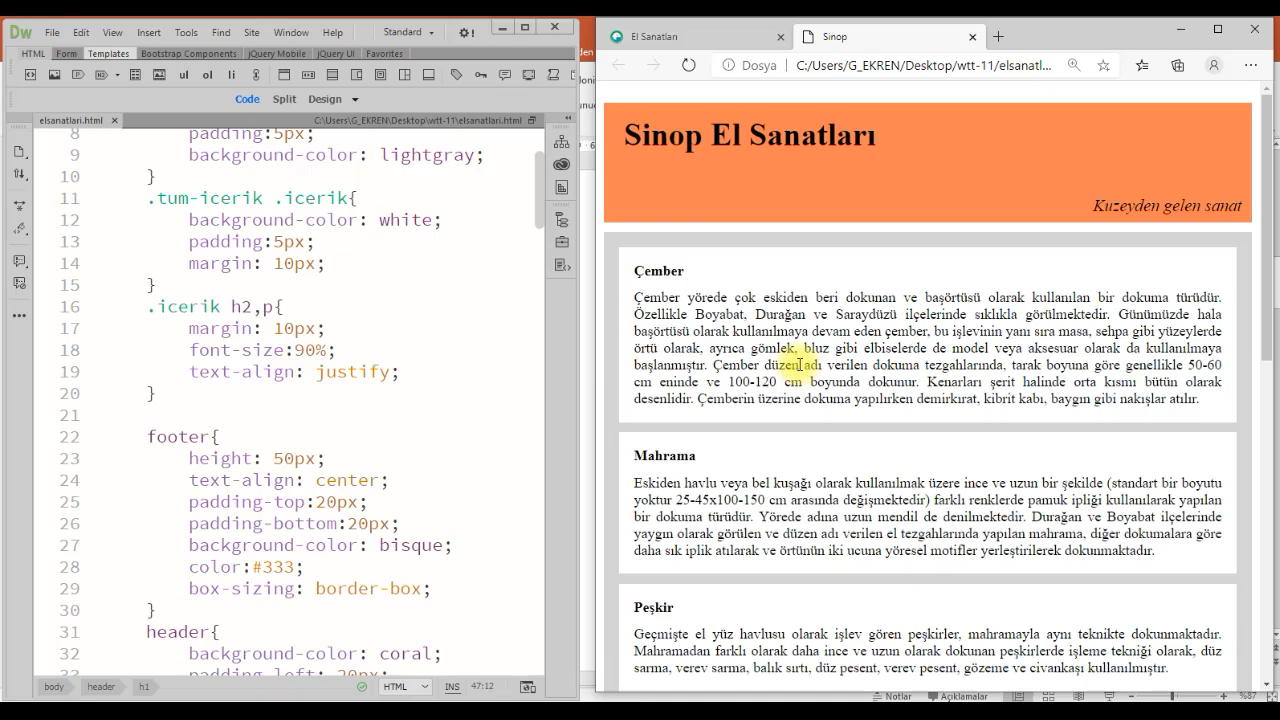 Dw File Edit View Insert Tools Find Site Window Help Standard
HTML Form Templates Bootstrap Components jQuery Mobile jQuery UI Favorites
Code Split Design
elsanatlari.html C:\Users\G_EKREN\Desktop\wtt-11\elsanatlari.html
8 padding:5px;
9 background-color: lightgray;
10 }
11 .tum-icerik .icerik{
12 background-color: white;
13 padding:5px;
14 margin: 10px;
15 }
16 .icerik h2,p{
17 margin: 10px;
18 font-size:90%;
19 text-align: justify;
20 }
21
22 footer{
23 height: 50px;
24 text-align: center;
25 padding-top:20px;
26 padding-bottom:20px;
27 background-color: bisque;
28 color:#333;
29 box-sizing: border-box;
30 }
31 header{
32 background-color: coral;
33 padding-left: 20px;
body header h1 HTML INS 47:12
El Sanatları Sinop
Dosya C:/Users/G_EKREN/Desktop/wtt-11/elsanatl...
Sinop El Sanatları
Kuzeyden gelen sanat
Çember
Çember yörede çok eskiden beri dokunan ve başörtüsü olarak kullanılan bir dokuma türüdür.
Özellikle Boyabat, Durağan ve Saraydüzü ilçelerinde sıklıkla görülmektedir. Günümüzde hala
başörtüsü olarak kullanılmaya devam eden çember, bu işlevinin yanı sıra masa, sehpa gibi yüzeylerde
örtü olarak, ayrıca gömlek, bluz gibi elbiselerde de model veya aksesuar olarak da kullanılmaya
başlanmıştır. Çember düzen adı verilen dokuma tezgahlarında, tarak boyuna göre genellikle 50-60
cm eninde ve 100-120 cm boyunda dokunur. Kenarları şerit halinde orta kısmı bütün olarak
desenlidir. Çemberin üzerine dokuma yapılırken demirkırat, kibrit kabı, baygın gibi nakışlar atılır.
Mahrama
Eskiden havlu veya bel kuşağı olarak kullanılmak üzere ince ve uzun bir şekilde (standart bir boyutu
yoktur 25-45x100-150 cm arasında değişmektedir) farklı renklerde pamuk ipliği kullanılarak yapılan
bir dokuma türüdür. Yörede adına uzun mendil de denilmektedir. Durağan ve Boyabat ilçelerinde
yaygın olarak görülen ve düzen adı verilen el tezgahlarında yapılan mahrama, diğer dokumalara göre
daha sık iplik atılarak ve örtünün iki ucuna yöresel motifler yerleştirilerek dokunmaktadır.
Peşkir
Geçmişte el yüz havlusu olarak işlev gören peşkirler, mahramayla aynı teknikte dokunmaktadır.
Mahramadan farklı olarak daha ince ve uzun olarak dokunan peşkirlerde işleme tekniği olarak, düz
sarma, verev sarma, balık sırtı, düz pesent, verev pesent, gözeme ve civankaşı kullanılmıştır.
Notlar Açıklamalar %87